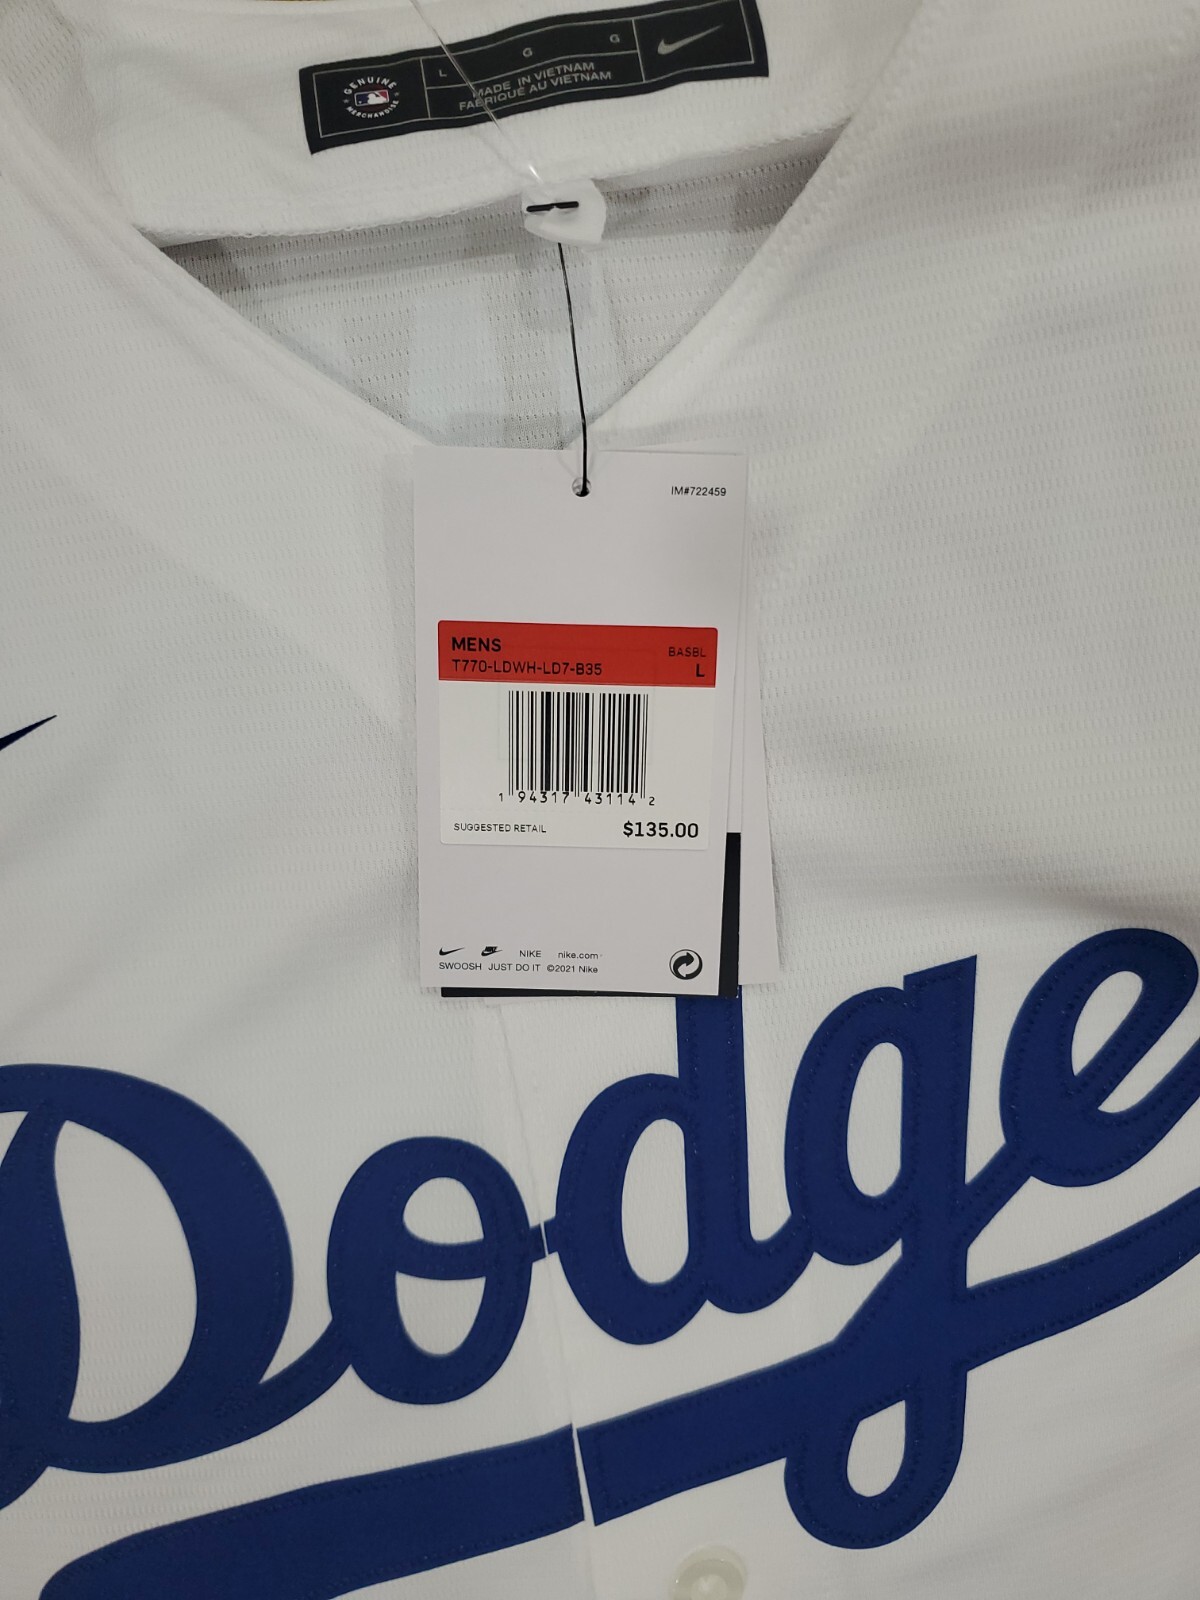 GENUINE
MERCHANDISE
L G G
MADE IN VIETNAM
FABRIQUÉ AU VIETNAM
IM#722459
MENS BASBL
T770-LDWH-LD7-B35 L
1 94317 43114 2
SUGGESTED RETAIL $135.00
NIKE nike.com
SWOOSH JUST DO IT ©2021 Nike
Dodge